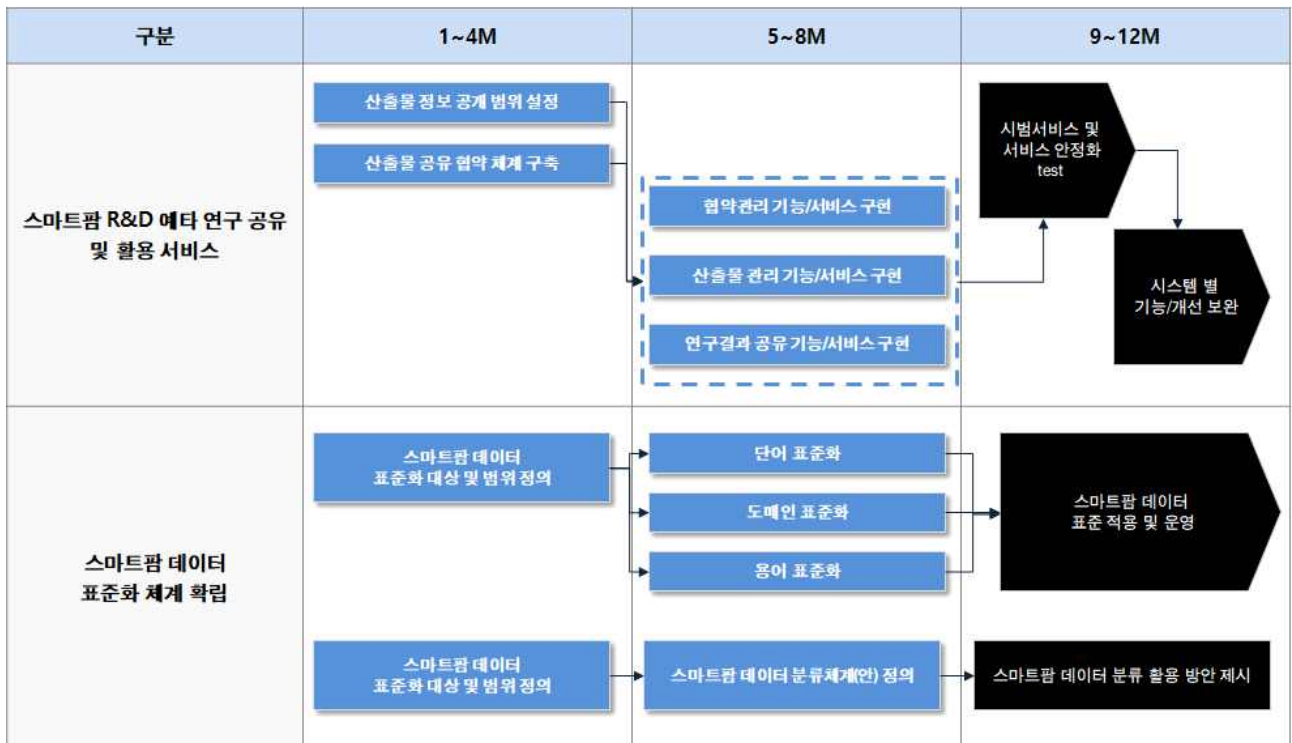 구분
1~4M
5~8M
9~12M
스마트팜 R&D 예타 연구 공유
및 활용 서비스
산출물 정보 공개 범위 설정
산출물 공유 협약 체계 구축
협약관리 기능/서비스 구현
산출물 관리 기능/서비스 구현
연구결과 공유 기능/서비스 구현
시범서비스 및
서비스 안정화
test
시스템 별
기능/개선 보완
스마트팜 데이터
표준화 체계 확립
스마트팜 데이터
표준화 대상 및 범위 정의
단어 표준화
도메인 표준화
용어 표준화
스마트팜 데이터
표준 적용 및 운영
스마트팜 데이터
표준화 대상 및 범위 정의
스마트팜 데이터 분류체계(안) 정의
스마트팜 데이터 분류 활용 방안 제시